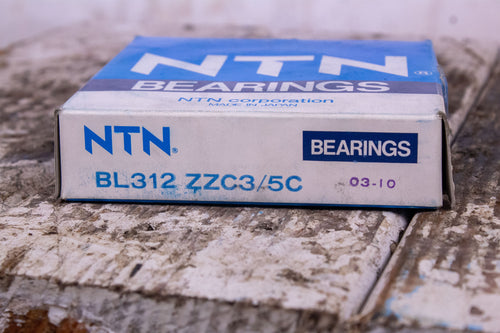 NTN®
BEARINGS
NTN corporation
MADE IN JAPAN
NTN®
BEARINGS
BL312 ZZC3/5C
03-10